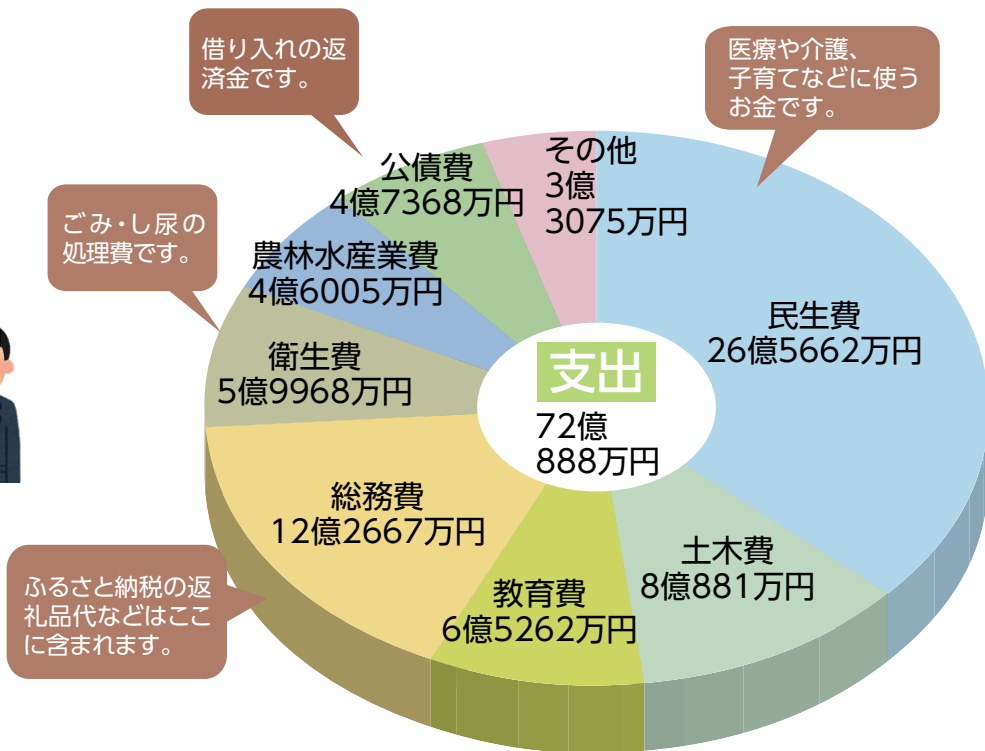 借り入れの返
済金です。
医療や介護、
子育てなどに使う
お金です。
公債費
4億7368万円
その他
3億
3075万円
ごみ・し尿の
処理費です。
農林水産業費
4億6005万円
民生費
26億5662万円
衛生費
5億9968万円
支出
72億
888万円
総務費
12億2667万円
土木費
8億881万円
教育費
6億5262万円
ふるさと納税の返
礼品代などはここ
に含まれます。